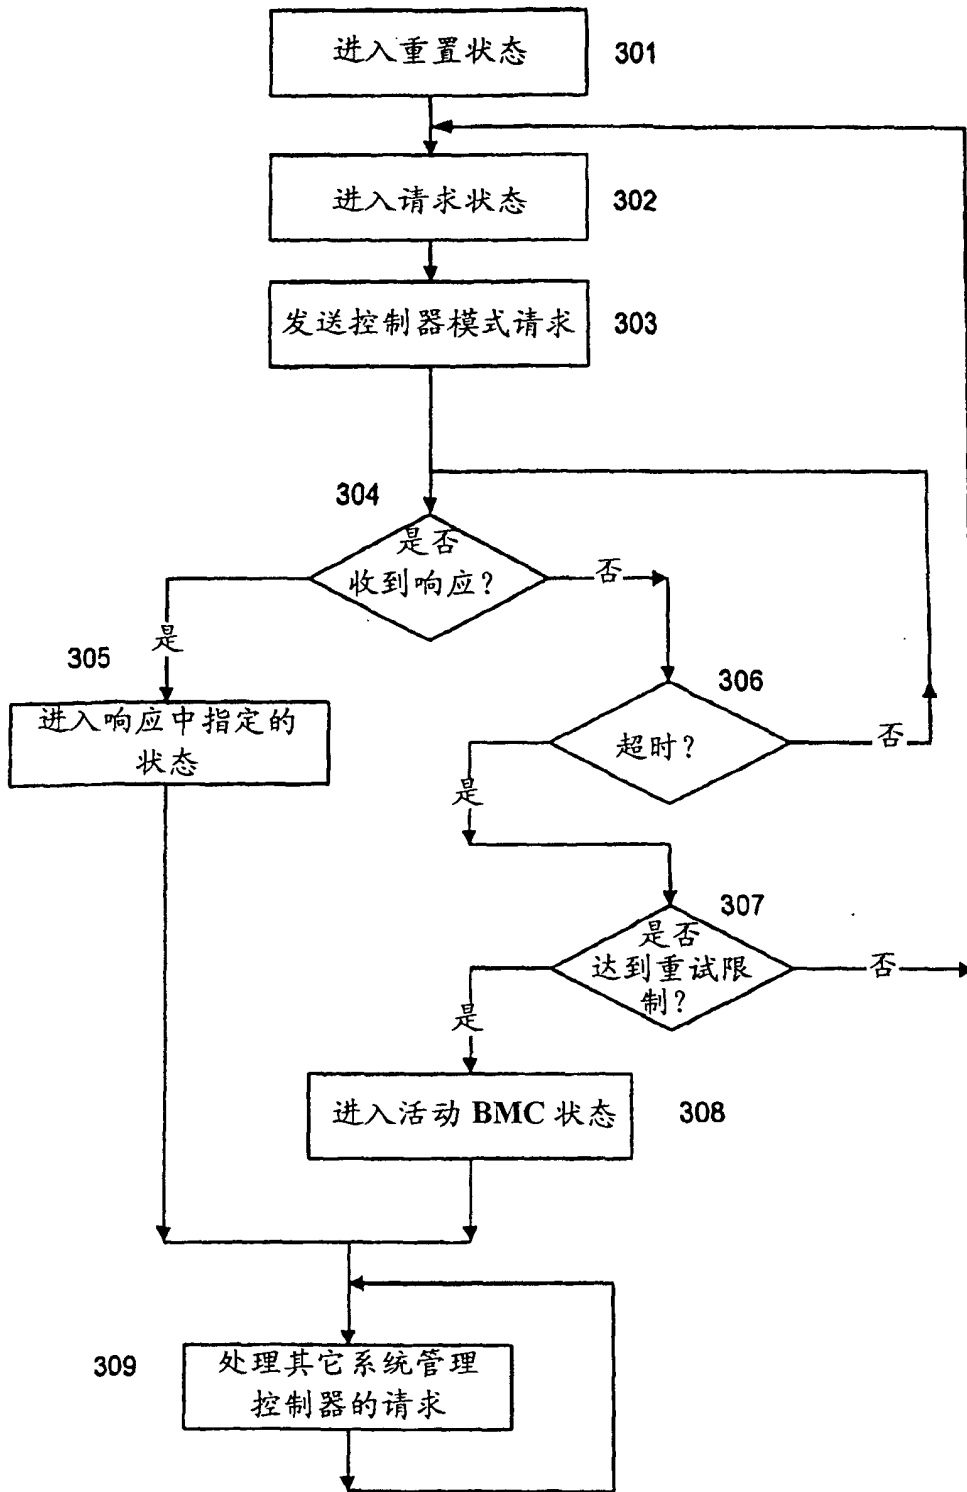 进入重置状态
301
进入请求状态
302
发送控制器模式请求
303
304
是否
收到响应?
否
是
305
进入响应中指定的
状态
306
超时?
否
是
307
是否
达到重试限
制?
否
是
进入活动 BMC 状态
308
309
处理其它系统管理
控制器的请求